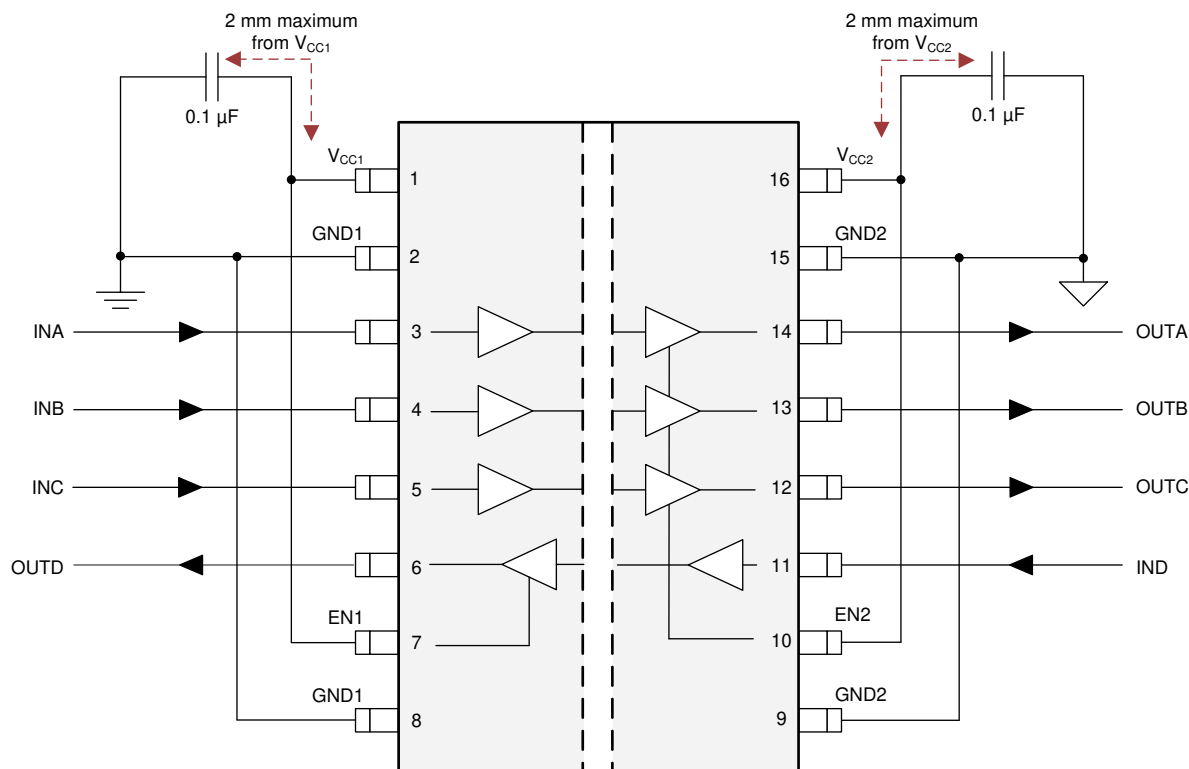 2 mm maximum
from VCC1
2 mm maximum
from VCC2
0.1 µF
0.1 µF
VCC1
1
16
VCC2
GND1
2
15
GND2
INA
3
14
OUTA
INB
4
13
OUTB
INC
5
12
OUTC
OUTD
6
11
IND
EN1
7
10
EN2
GND1
8
9
GND2